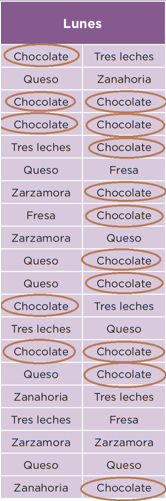 Lunes
Chocolate Tres leches
Queso Zanahoria
Chocolate Chocolate
Chocolate Chocolate
Tres leches Chocolate
Queso Fresa
Zarzamora Chocolate
Fresa Chocolate
Zarzamora Queso
Queso Chocolate
Queso Chocolate
Chocolate Tres leches
Tres leches Queso
Chocolate Chocolate
Queso Chocolate
Zanahoria Tres leches
Tres leches Fresa
Zarzamora Zarzamora
Queso Queso
Zanahoria Chocolate